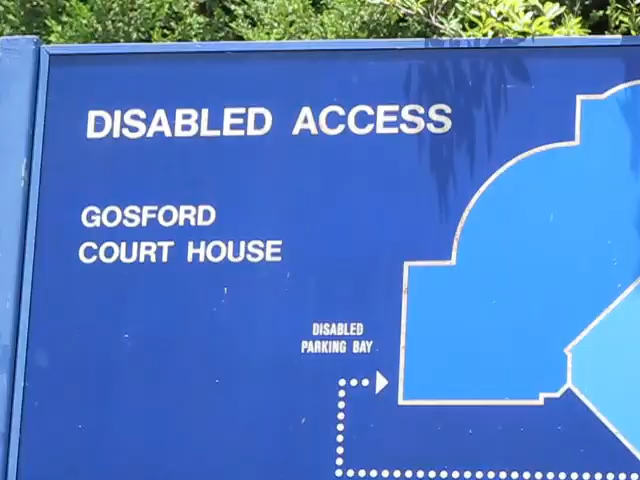 DISABLED ACCESS
GOSFORD
COURT HOUSE
DISABLED
PARKING BAY